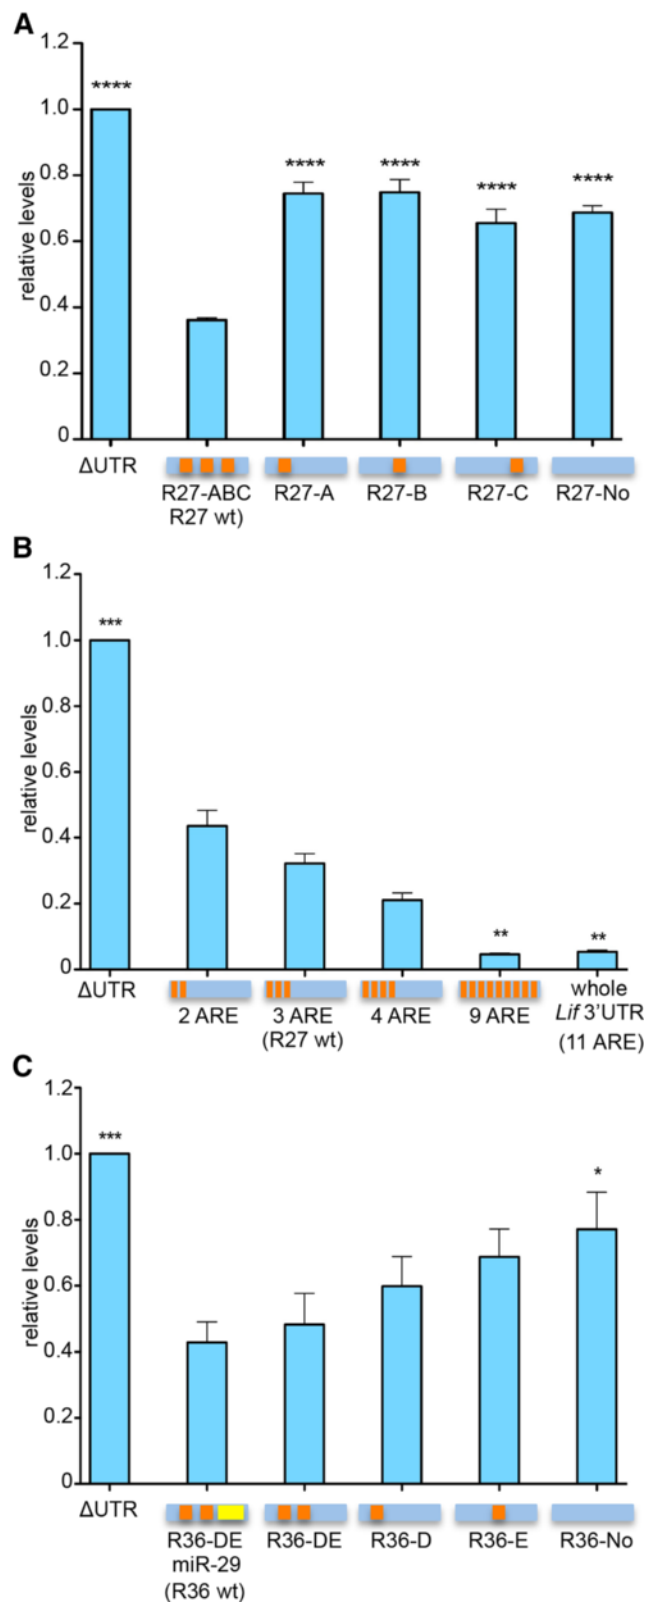 A
1.2
1.0
0.8
0.6
0.4
0.2
0
relative levels
****
****
****
****
****
ΔUTR
R27-ABC
R27 wt)
R27-A
R27-B
R27-C
R27-No
B
1.2
1.0
0.8
0.6
0.4
0.2
0
relative levels
***
**
**
ΔUTR
2 ARE
3 ARE
(R27 wt)
4 ARE
9 ARE
whole
Lif 3'UTR
(11 ARE)
C
1.2
1.0
0.8
0.6
0.4
0.2
0
relative levels
***
*
ΔUTR
R36-DE
miR-29
(R36 wt)
R36-DE
R36-D
R36-E
R36-No